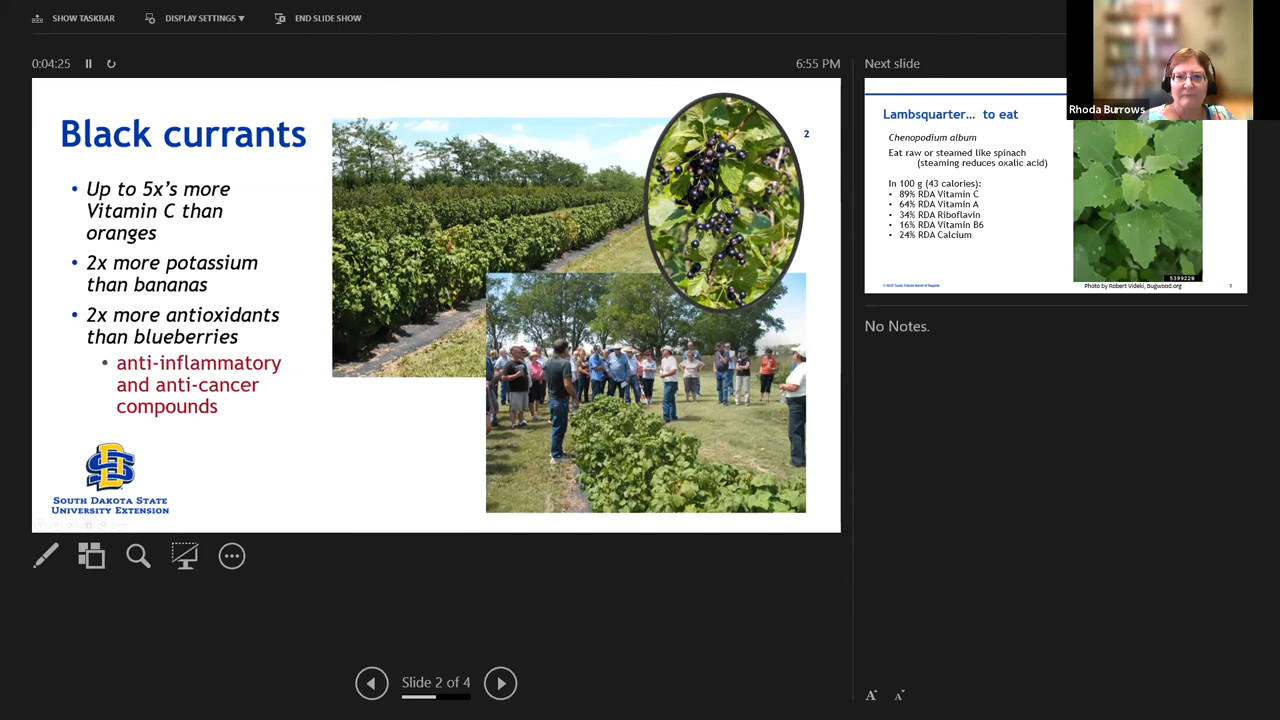 SHOW TASKBAR
DISPLAY SETTINGS ▼
END SLIDE SHOW
0:04:25
6:55 PM
Black currants
2
• Up to 5x's more
Vitamin C than
oranges
• 2x more potassium
than bananas
• 2x more antioxidants
than blueberries
• anti-inflammatory
and anti-cancer
compounds
SOUTH DAKOTA STATE
UNIVERSITY EXTENSION
Slide 2 of 4
Next slide
Rhoda Burrows
Lambsquarter... to eat
Chenopodium album
Eat raw or steamed like spinach
(steaming reduces oxalic acid)
In 100 g (43 calories):
• 89% RDA Vitamin C
• 64% RDA Vitamin A
• 34% RDA Riboflavin
• 16% RDA Vitamin B6
• 24% RDA Calcium
5399228
Photo by Robert Videki, Bugwood.org
No Notes.